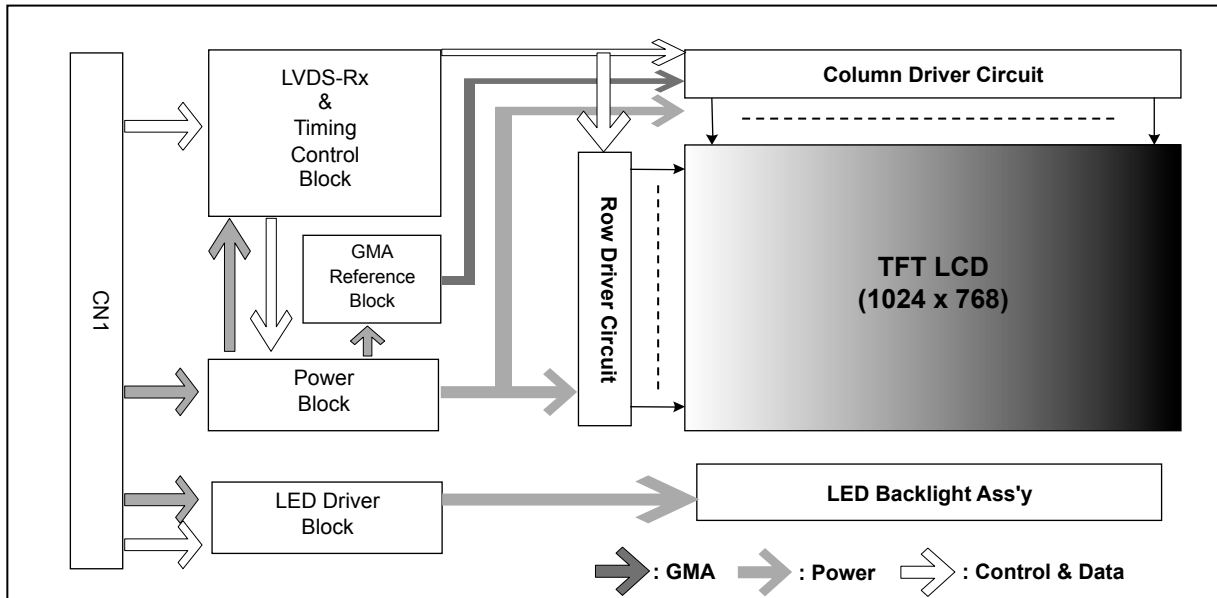 CN1
LVDS-Rx
&
Timing
Control
Block
GMA
Reference
Block
Power
Block
LED Driver
Block
Row Driver Circuit
Column Driver Circuit
TFT LCD
(1024 x 768)
LED Backlight Ass'y
: GMA
: Power
: Control & Data